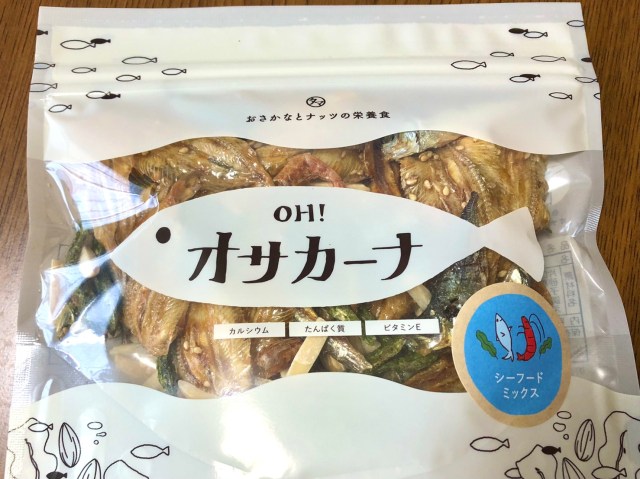 おさかなとナッツの栄養食
OH!
オサカーナ
カルシウム
たんぱく質
ビタミンE
シーフード
ミックス